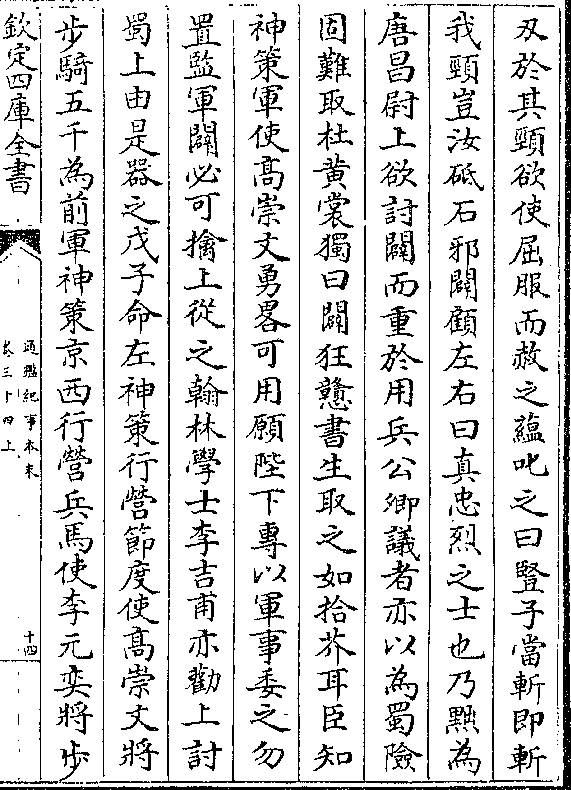 刄於其頸欲使屈服而赦之蘊叱之曰豎子當斬即斬
我頸豈汝砥石邪闢顧左右曰真忠烈之士也乃黜為
唐昌尉上欲討闢而重於用兵公卿議者亦以為蜀險
固難取杜黄裳獨曰闢狂戇書生取之如拾芥耳臣知
神策軍使髙崇文勇畧可用願陛下專以軍事委之勿
置監軍闢必可擒上從之翰林學士李吉甫亦勸上討
蜀上由是器之戊子命左神策行營節度使髙崇文將
步騎五千為前軍神策京西行營兵馬使李元奕將步
欽定四庫全書
通鑑紀事本末
卷三十四上
十四